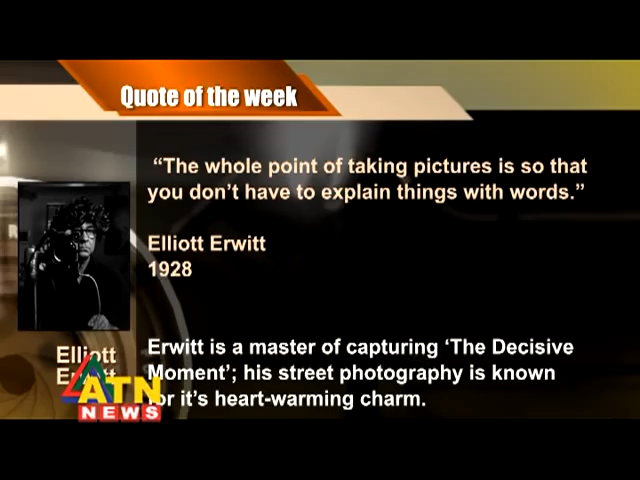 Quote of the week
“The whole point of taking pictures is so that
you don’t have to explain things with words.”
Elliott Erwitt
1928
Erwitt is a master of capturing ‘The Decisive
Moment’; his street photography is known
for it’s heart-warming charm.
Elliott
Erwitt
ATN
NEWS